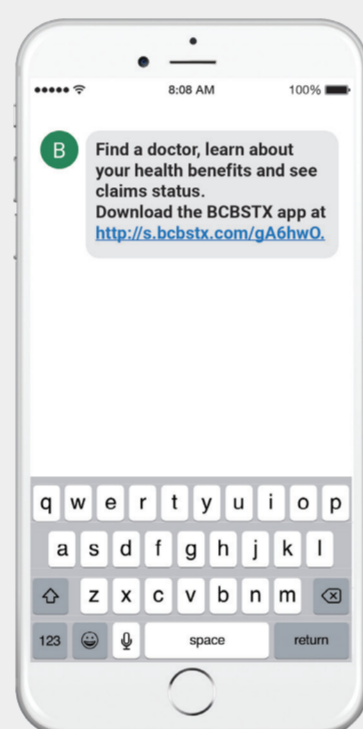 8:08 AM 100%
B
Find a doctor, learn about
your health benefits and see
claims status.
Download the BCBSTX app at
http://s.bcbstx.com/gA6hwO.
q w e r t y u i o p
a s d f g h j k l
z x c v b n m
123 space return